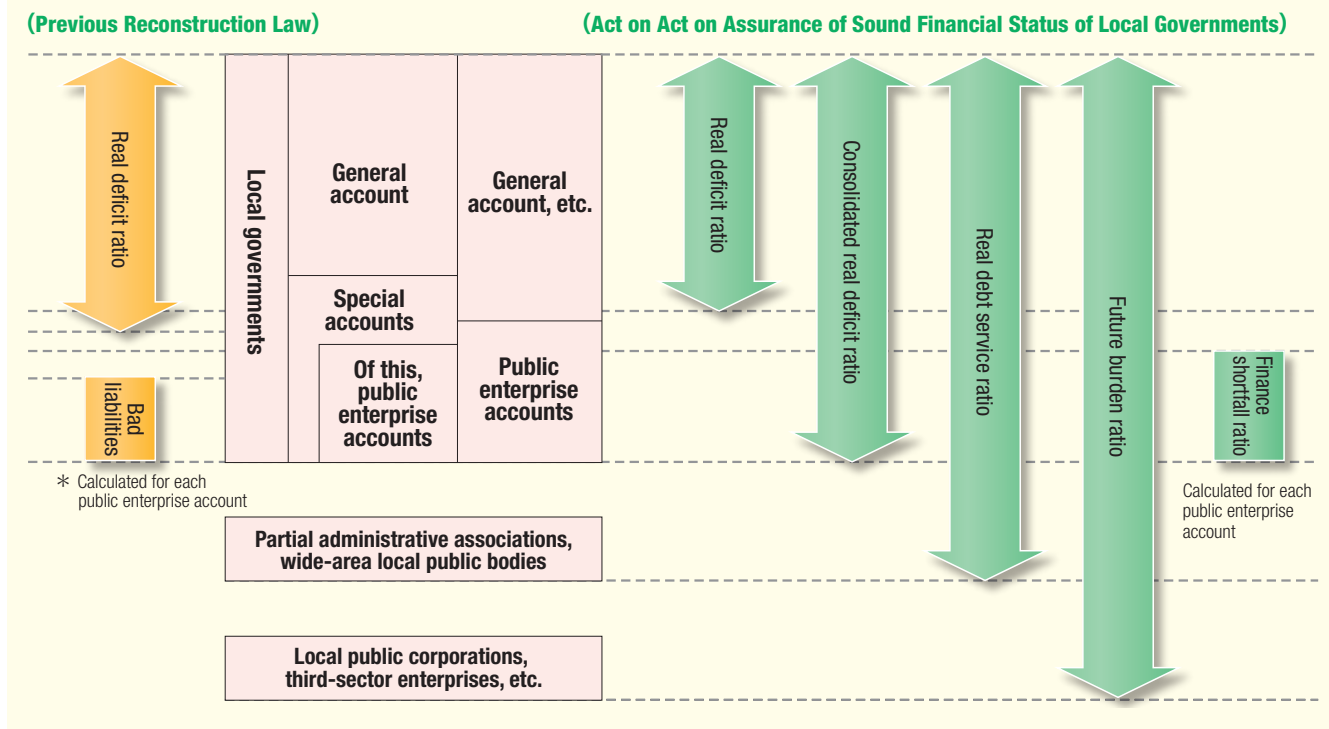 (Previous Reconstruction Law)
(Act on Act on Assurance of Sound Financial Status of Local Governments)
Real deficit ratio
Bad
liabilities
* Calculated for each
public enterprise account
Local governments
General
account
Special
accounts
Of this,
public
enterprise
accounts
General
account, etc.
Public
enterprise
accounts
Partial administrative associations,
wide-area local public bodies
Local public corporations,
third-sector enterprises, etc.
Real deficit ratio
Consolidated real deficit ratio
Real debt service ratio
Future burden ratio
Finance
shortfall ratio
Calculated for each
public enterprise
account